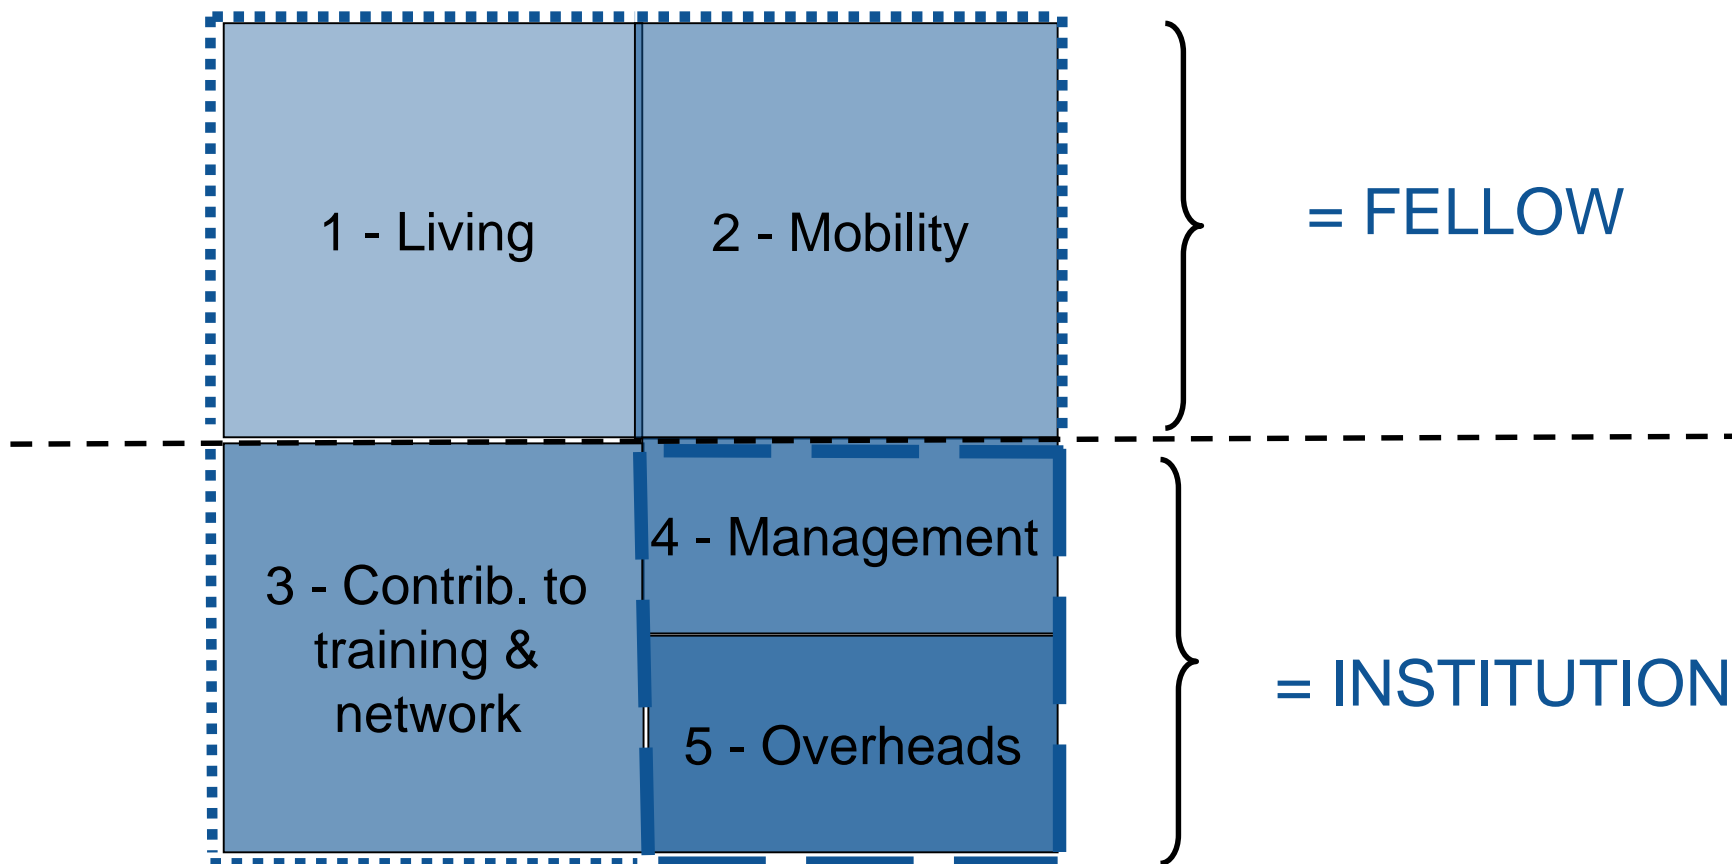 1 - Living
2 - Mobility
= FELLOW
3 - Contrib. to
training &
network
4 - Management
5 - Overheads
= INSTITUTION